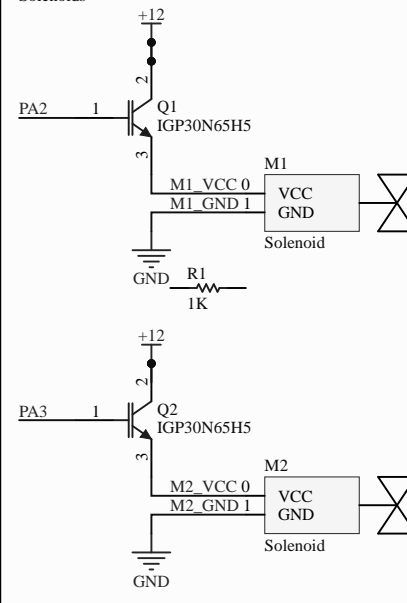 +12
2
Q1
PA2
1
IGP30N65H5
3
M1
M1_VCC 0
VCC
M1_GND 1
GND
Solenoid
GND
R1
1K
+12
2
Q2
PA3
1
IGP30N65H5
3
M2
M2_VCC 0
VCC
M2_GND 1
GND
Solenoid
GND